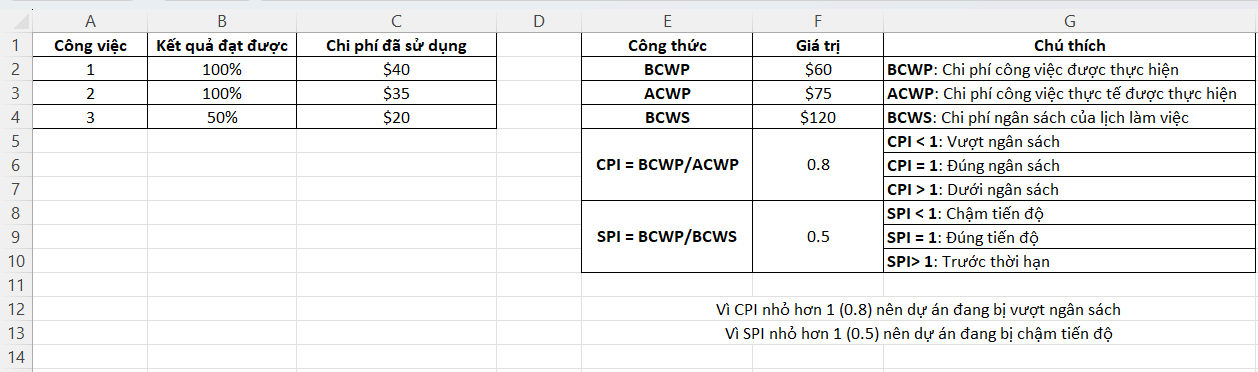 A B C D E F G
1 Công việc Kết quả đạt được Chi phí đã sử dụng Công thức Giá trị Chú thích
2 1 100% $40 BCWP $60 BCWP: Chi phí công việc được thực hiện
3 2 100% $35 ACWP $75 ACWP: Chi phí công việc thực tế được thực hiện
4 3 50% $20 BCWS $120 BCWS: Chi phí ngân sách của lịch làm việc
5 CPI < 1: Vượt ngân sách
6 CPI = BCWP/ACWP 0.8 CPI = 1: Đúng ngân sách
7 CPI > 1: Dưới ngân sách
8 SPI < 1: Chậm tiến độ
9 SPI = BCWP/BCWS 0.5 SPI = 1: Đúng tiến độ
10 SPI> 1: Trước thời hạn
11
12 Vì CPI nhỏ hơn 1 (0.8) nên dự án đang bị vượt ngân sách
13 Vì SPI nhỏ hơn 1 (0.5) nên dự án đang bị chậm tiến độ
14